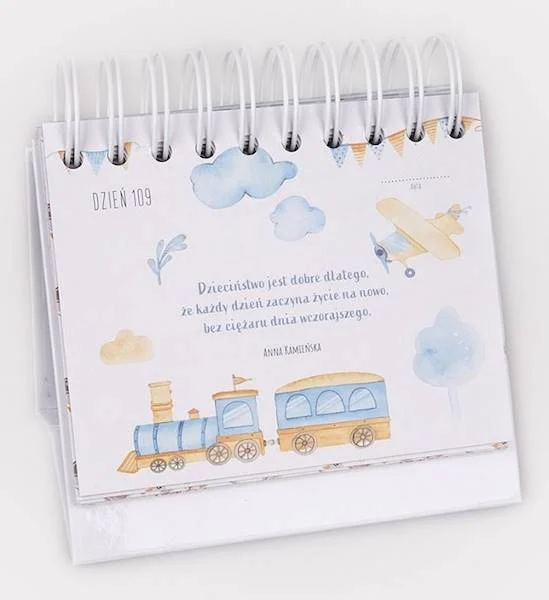 DZIEŃ 109
DATA
Dzieciństwo jest dobre dlatego,
że każdy dzień zaczyna życie na nowo,
bez ciężaru dnia wczorajszego.
ANNA KAMIEŃSKA